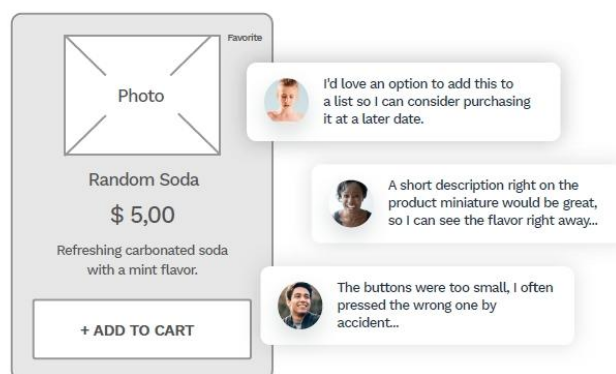 Favorite
Photo
Random Soda
$ 5,00
Refreshing carbonated soda
with a mint flavor.
+ ADD TO CART
I'd love an option to add this to
a list so I can consider purchasing
it at a later date.
A short description right on the
product miniature would be great,
so I can see the flavor right away...
The buttons were too small, I often
pressed the wrong one by
accident...